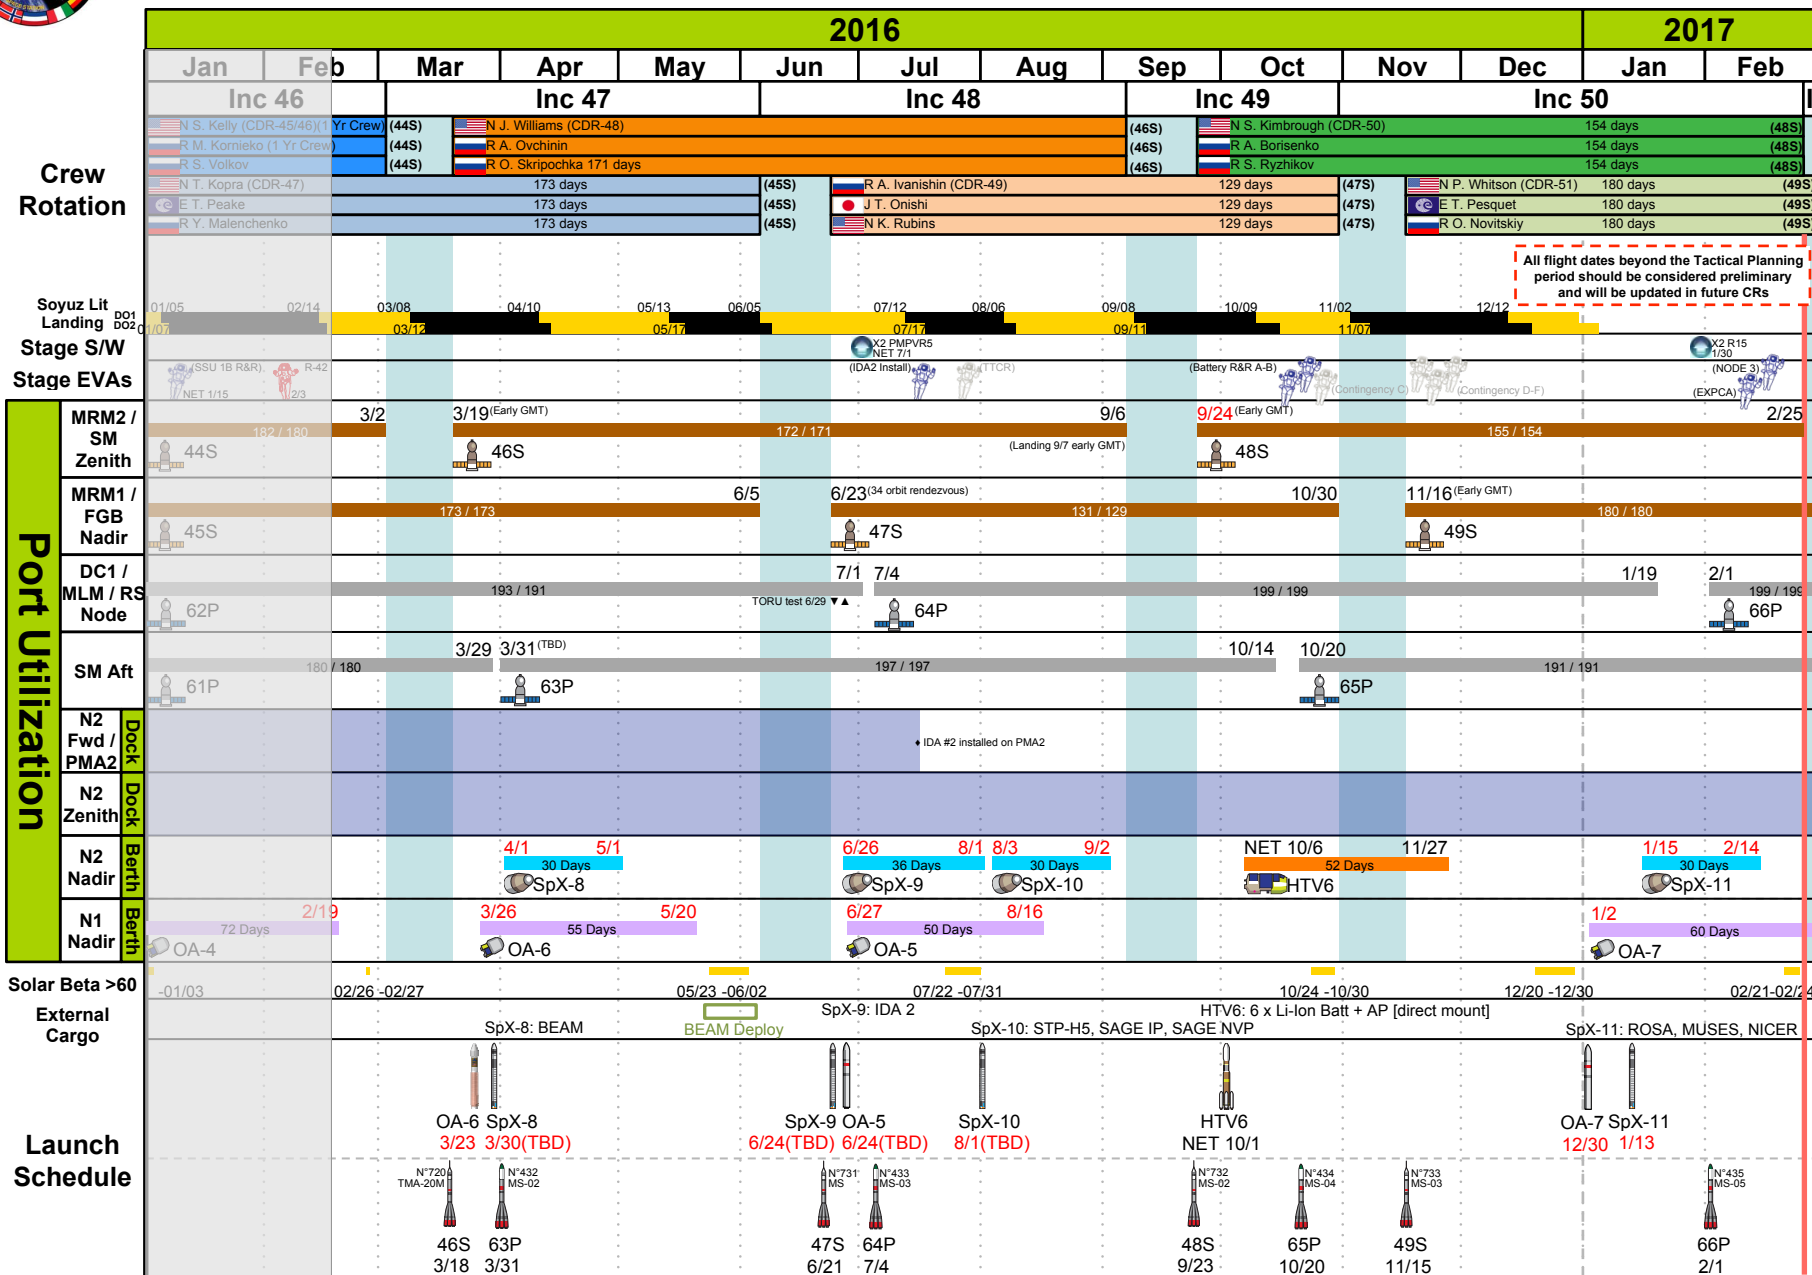 2016 2017
Jan Feb Mar Apr May Jun Jul Aug Sep Oct Nov Dec Jan Feb
Inc 46 Inc 47 Inc 48 Inc 49 Inc 50
Crew Rotation
N S. Kelly (CDR-45/46)(1 Yr Crew) (44S) N J. Williams (CDR-48) (46S) N S. Kimbrough (CDR-50) 154 days (48S)
R M. Kornieko (1 Yr Crew) (44S) R A. Ovchinin (46S) R A. Borisenko 154 days (48S)
R S. Volkov (44S) R O. Skripochka 171 days (46S) R S. Ryzhikov 154 days (48S)
N T. Kopra (CDR-47) 173 days (45S) R A. Ivanishin (CDR-49) 129 days (47S) N P. Whitson (CDR-51) 180 days (49S
E T. Peake 173 days (45S) J T. Onishi 129 days (47S) E T. Pesquet 180 days (49S
R Y. Malenchenko 173 days (45S) N K. Rubins 129 days (47S) R O. Novitskiy 180 days (49S
All flight dates beyond the Tactical Planning
period should be considered preliminary
and will be updated in future CRs
Soyuz Lit Landing DO1 DO2
01/05 02/14 03/08 04/10 05/13 06/05 07/12 08/06 09/08 10/09 11/02 12/12
01/07 03/12 05/17 07/17 09/11 11/07
Stage S/W
X2 PMPVR5 NET 7/1
X2 R15 1/30
Stage EVAs
(SSU 1B R&R) NET 1/15 R-42 2/3 (IDA2 Install) (TTCR) (Battery R&R A-B) (Contingency C) (Contingency D-F) (NODE 3) (EXPCA)
Port Utilization
MRM2 / SM Zenith
3/2 3/19 (Early GMT) 9/6 9/24 (Early GMT) 2/25
182 / 180 172 / 171 155 / 154
(Landing 9/7 early GMT)
44S 46S 48S
MRM1 / FGB Nadir
6/5 6/23 (34 orbit rendezvous) 10/30 11/16 (Early GMT)
173 / 173 131 / 129 180 / 180
45S 47S 49S
DC1 / MLM / RS Node
7/1 7/4 1/19 2/1
193 / 191 199 / 199 199 / 199
TORU test 6/29
62P 64P 66P
SM Aft
3/29 3/31 (TBD) 10/14 10/20
180 / 180 197 / 197 191 / 191
61P 63P 65P
N2 Fwd / PMA2 Dock
IDA #2 installed on PMA2
N2 Zenith Dock
N2 Nadir Berth
4/1 5/1 6/26 8/1 8/3 9/2 NET 10/6 11/27 1/15 2/14
30 Days 36 Days 30 Days 52 Days 30 Days
SpX-8 SpX-9 SpX-10 HTV6 SpX-11
N1 Nadir Berth
2/19 3/26 5/20 6/27 8/16 1/2
72 Days 55 Days 50 Days 60 Days
OA-4 OA-6 OA-5 OA-7
Solar Beta >60
-01/03 02/26 -02/27 05/23 -06/02 07/22 -07/31 10/24 -10/30 12/20 -12/30 02/21-02/24
External Cargo
SpX-9: IDA 2 HTV6: 6 x Li-Ion Batt + AP [direct mount]
SpX-8: BEAM BEAM Deploy SpX-10: STP-H5, SAGE IP, SAGE NVP SpX-11: ROSA, MUSES, NICER
Launch Schedule
OA-6 SpX-8 SpX-9 OA-5 SpX-10 HTV6 OA-7 SpX-11
3/23 3/30(TBD) 6/24(TBD) 6/24(TBD) 8/1(TBD) NET 10/1 12/30 1/13
N°720 N°432 N°731 N°433 N°732 N°434 N°733 N°435
TMA-20M MS-02 MS MS-03 MS-02 MS-04 MS-03 MS-05
46S 63P 47S 64P 48S 65P 49S 66P
3/18 3/31 6/21 7/4 9/23 10/20 11/15 2/1